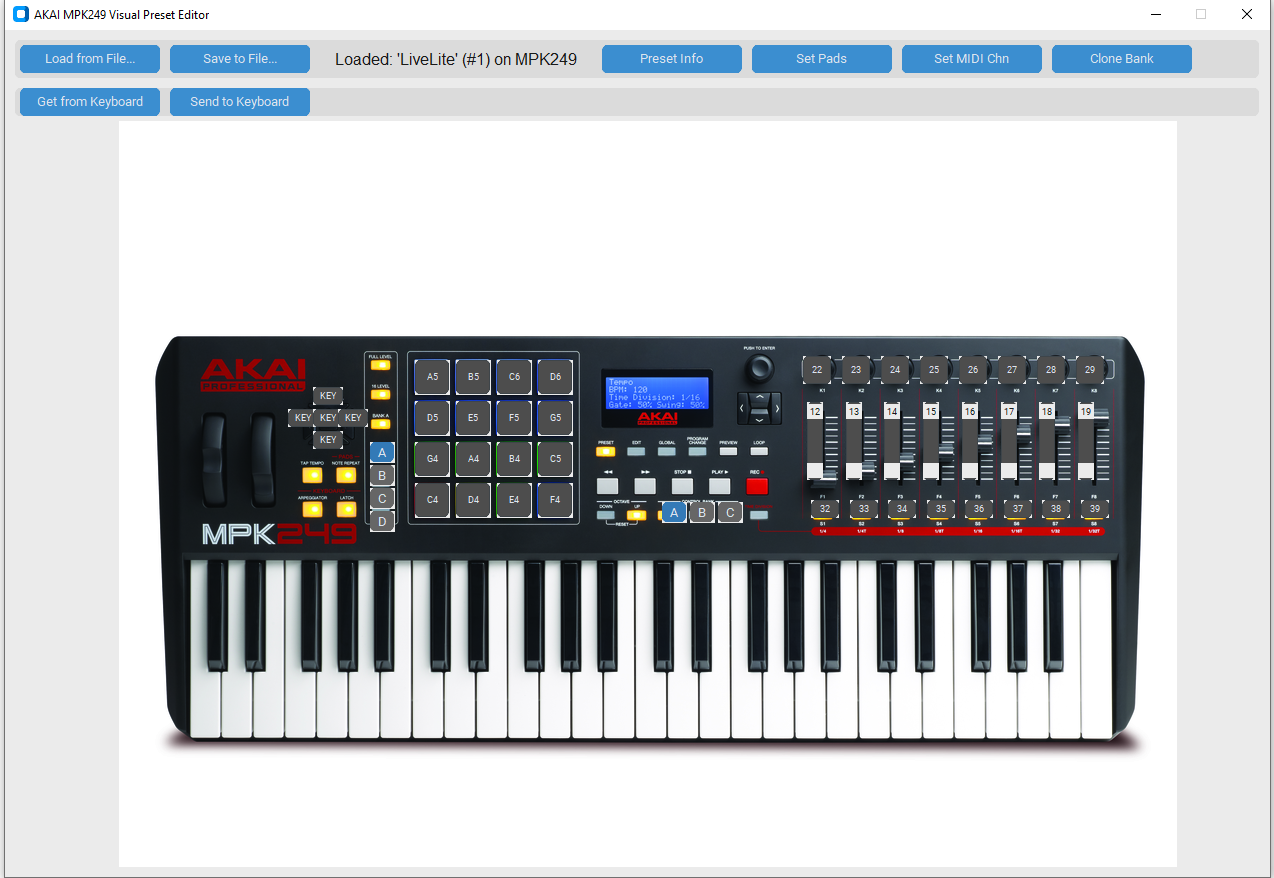 AKAI MPK249 Visual Preset Editor
Load from File...
Save to File...
Loaded: 'LiveLite' (#1) on MPK249
Preset Info
Set Pads
Set MIDI Chn
Clone Bank
Get from Keyboard
Send to Keyboard
AKAI
PROFESSIONAL
KEY
KEY KEY KEY
KEY
TAP TEMPO
NOTE REPEAT
ARPEGGIATOR
LATCH
MPK249
FULL LEVEL
16 LEVEL
BANK A
A
B
C
D
A5 B5 C6 D6
D5 E5 F5 G5
G4 A4 B4 C5
C4 D4 E4 F4
Tempo
BPM: 120
Time Division: 1/16
Gate: 50% Swing: 50%
AKAI
PRESET
EDIT
GLOBAL
PROGRAM
CHANGE
PREVIEW
LOOP
STOP
PLAY
REC
OCTAVE
DOWN
UP
RESET
A B C
PUSH TO ENTER
22 23 24 25 26 27 28 29
K1 K2 K3 K4 K5 K6 K7 K8
12 13 14 15 16 17 18 19
F1 F2 F3 F4 F5 F6 F7 F8
32 33 34 35 36 37 38 39
S1 S2 S3 S4 S5 S6 S7 S8
1/4 1/4T 1/8 1/8T 1/16 1/16T 1/32 1/32T